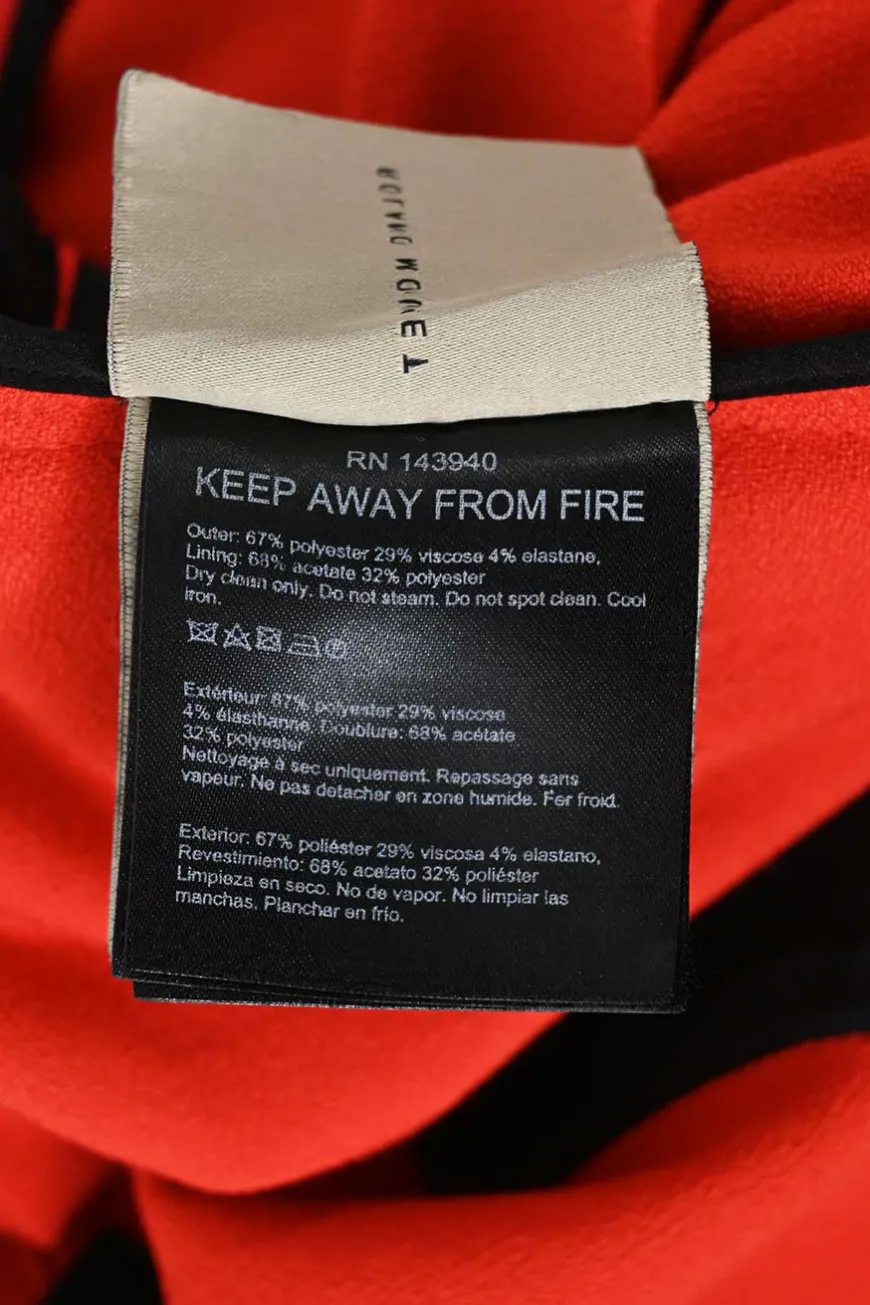 RN 143940
KEEP AWAY FROM FIRE
Outer: 67% polyester 29% viscose 4% elastane,
Lining: 68% acetate 32% polyester
Dry clean only. Do not steam. Do not spot clean. Cool
iron.
Extérieur: 67% polyester 29% viscose
4% élasthanne, Doublure: 68% acétate
32% polyester
Nettoyage à sec uniquement. Repassage sans
vapeur. Ne pas detacher en zone humide. Fer froid.
Exterior: 67% poliéster 29% viscosa 4% elastano,
Revestimiento: 68% acetato 32% poliéster
Limpieza en seco. No de vapor. No limpiar las
manchas. Planchar en frío.